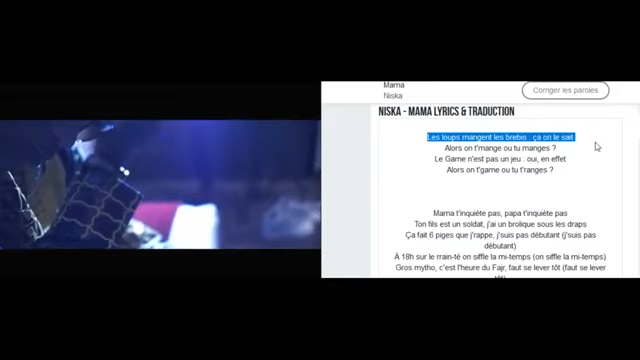 Mama
Niska
Corriger les paroles
NISKA - MAMA LYRICS & TRADUCTION
Les loups mangent les brebis : ça on le sait
Alors on t'mange ou tu manges ?
Le Game n'est pas un jeu : oui, en effet
Alors on t'game ou tu t'ranges ?
Mama t'inquiète pas, papa t'inquiète pas
Ton fils est un soldat, j'ai un brolique sous les draps
Ça fait 6 piges que j'rappe, j'suis pas débutant (j'suis pas
débutant)
À 18h sur le rrain-té on siffle la mi-temps (on siffle la mi-temps)
Gros mytho, c'est l'heure du Fajr, faut se lever tôt (faut se lever